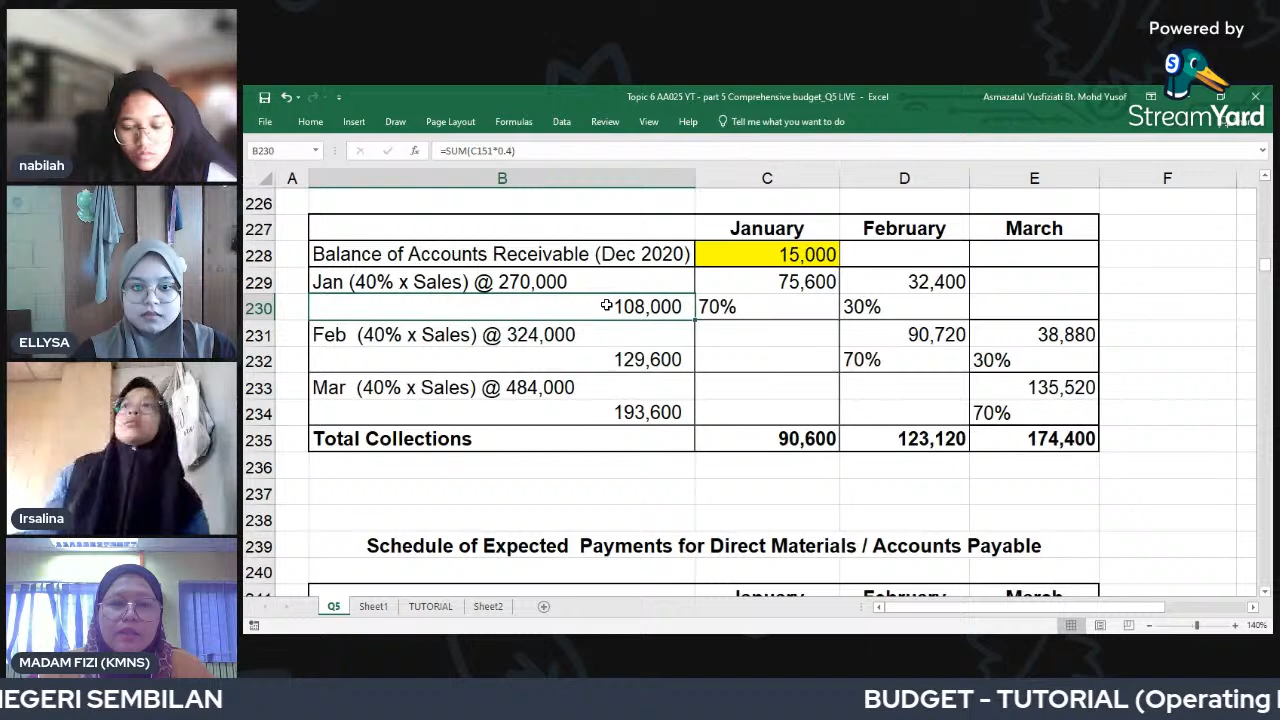 Powered by
StreamYard
nabilah
ELLYSA
Irsalina
MADAM FIZI (KMNS)
Topic 6 AA025 YT - part 5 Comprehensive budget_Q5 LIVE - Excel
Asmazatul Yusfiziati Bt. Mohd Yusof
File Home Insert Draw Page Layout Formulas Data Review View Help Tell me what you want to do
B230 fx =SUM(C151*0.4)
A B C D E F
226
227 January February March
228 Balance of Accounts Receivable (Dec 2020) 15,000
229 Jan (40% x Sales) @ 270,000 75,600 32,400
230 108,000 70% 30%
231 Feb (40% x Sales) @ 324,000 90,720 38,880
232 129,600 70% 30%
233 Mar (40% x Sales) @ 484,000 135,520
234 193,600 70%
235 Total Collections 90,600 123,120 174,400
236
237
238
239 Schedule of Expected Payments for Direct Materials / Accounts Payable
240
241 January February March
Q5 Sheet1 TUTORIAL Sheet2
140%
NEGERI SEMBILAN BUDGET - TUTORIAL (Operating